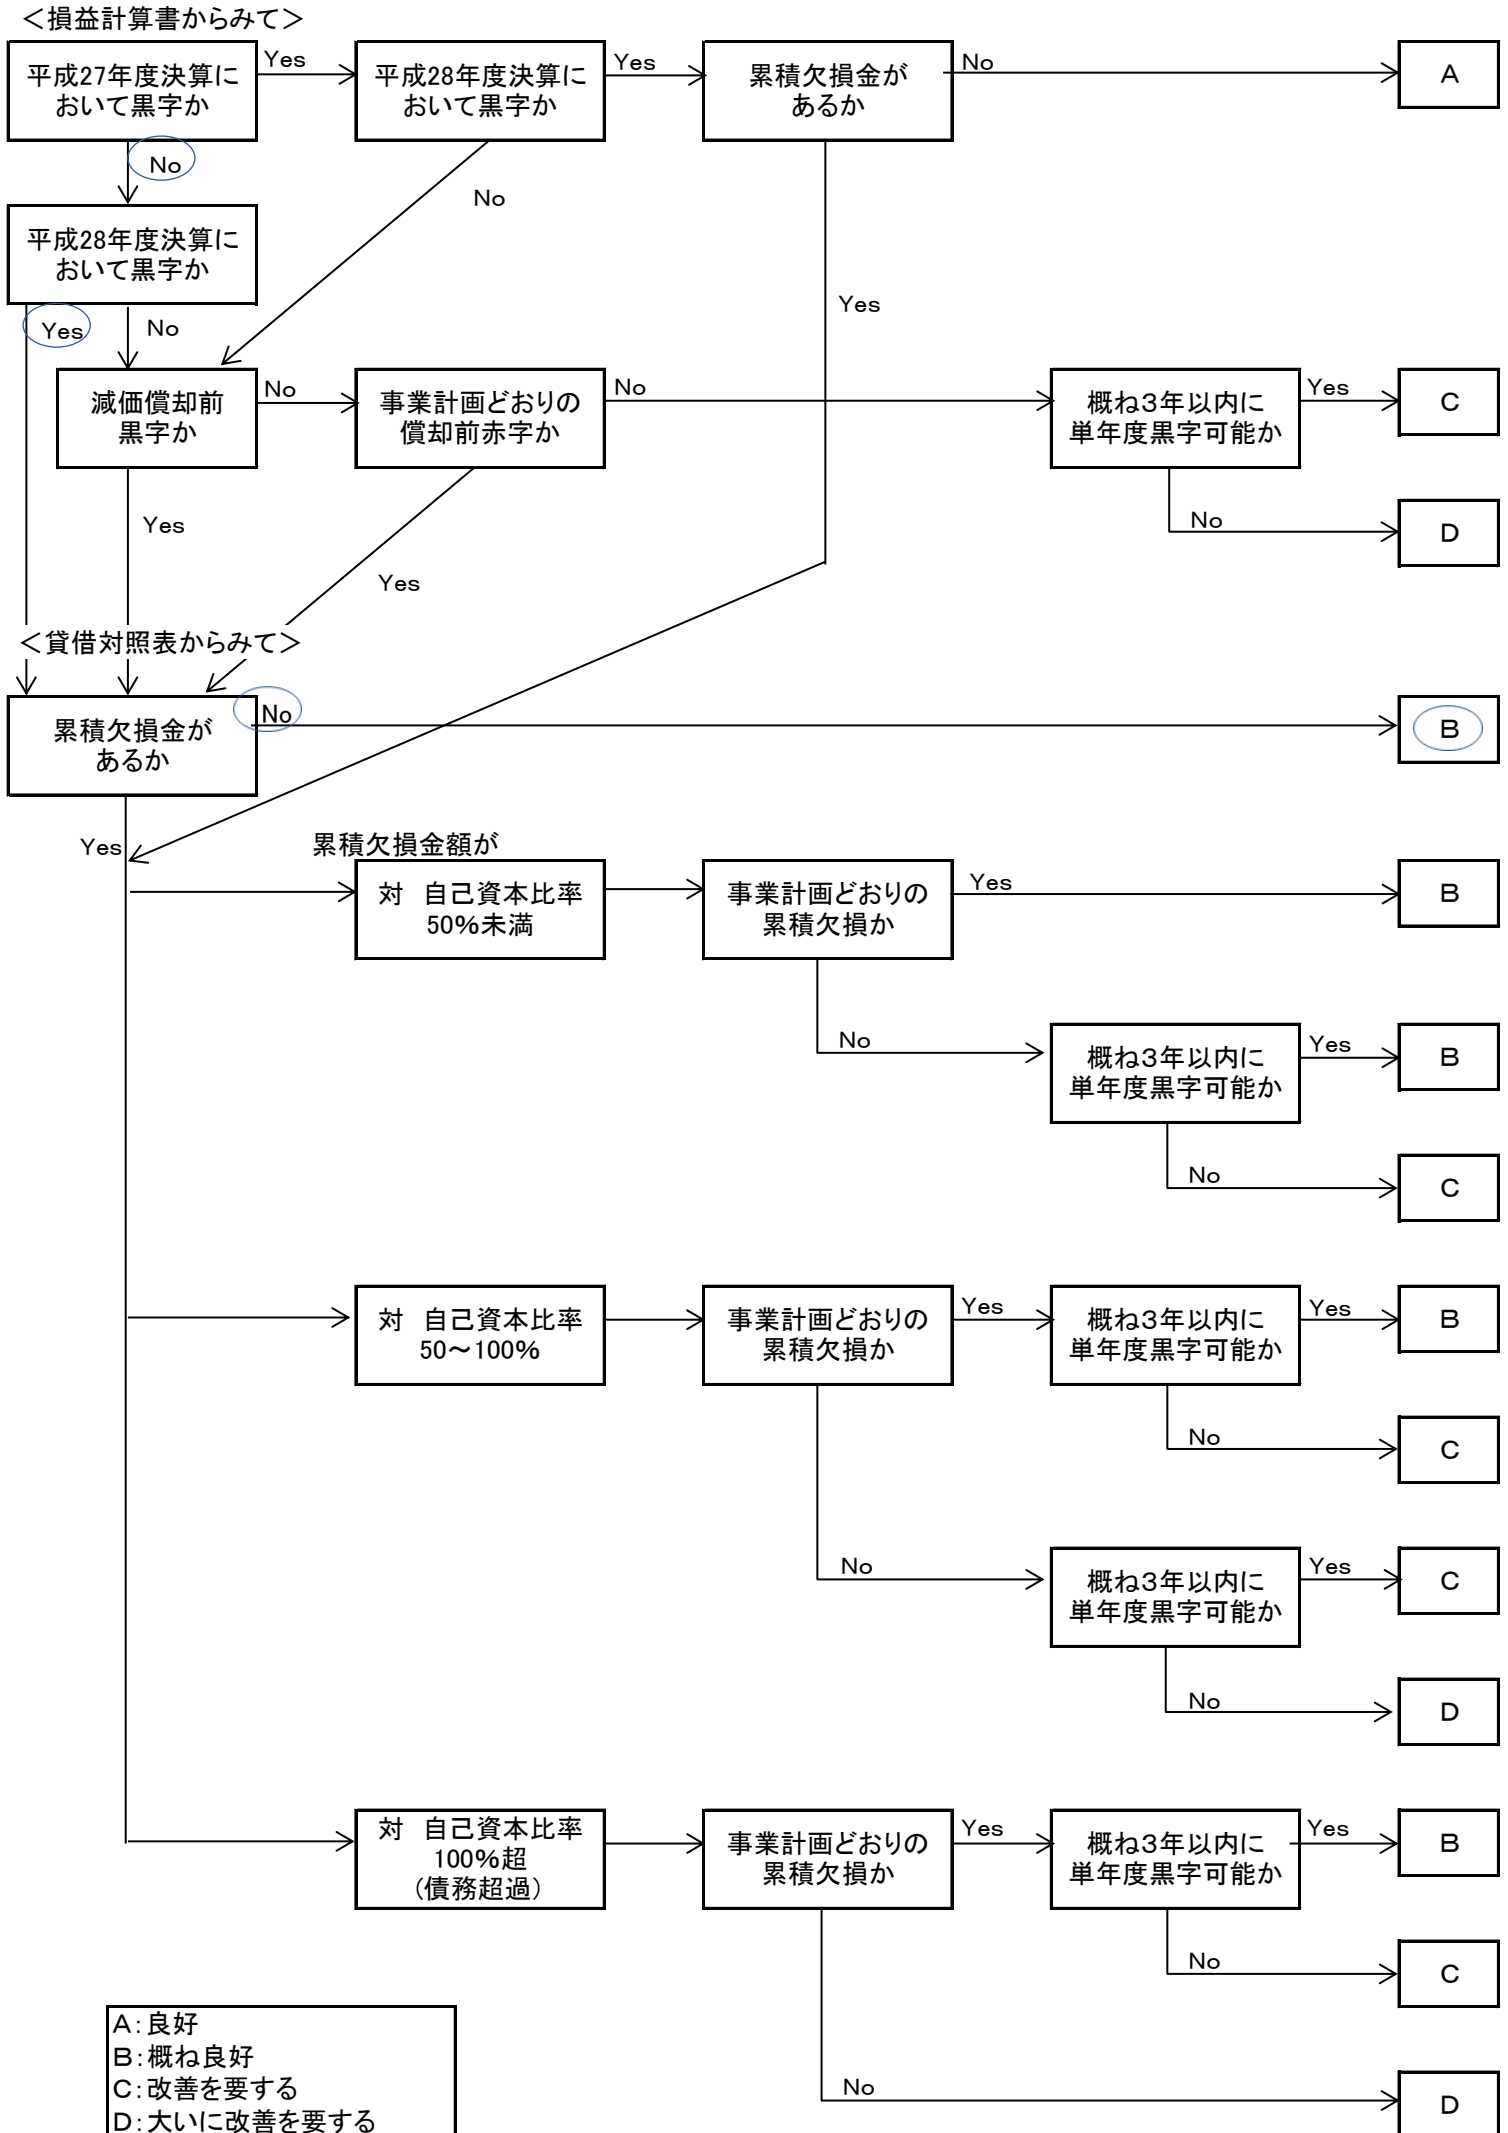 ＜損益計算書からみて＞
平成27年度決算に
おいて黒字か
Yes
平成28年度決算に
おいて黒字か
Yes
累積欠損金が
あるか
No
A
No
No
平成28年度決算に
おいて黒字か
Yes
No
Yes
減価償却前
黒字か
No
事業計画どおりの
償却前赤字か
No
概ね３年以内に
単年度黒字可能か
Yes
C
Yes
No
D
Yes
＜貸借対照表からみて＞
累積欠損金が
あるか
No
B
Yes
累積欠損金額が
対　自己資本比率
50％未満
事業計画どおりの
累積欠損か
Yes
B
No
概ね3年以内に
単年度黒字可能か
Yes
B
No
C
対　自己資本比率
50～100％
事業計画どおりの
累積欠損か
Yes
概ね3年以内に
単年度黒字可能か
Yes
B
No
C
No
概ね3年以内に
単年度黒字可能か
Yes
C
No
D
対　自己資本比率
100％超
（債務超過）
事業計画どおりの
累積欠損か
Yes
概ね3年以内に
単年度黒字可能か
Yes
B
No
C
No
D
A：良好
B：概ね良好
C：改善を要する
D：大いに改善を要する